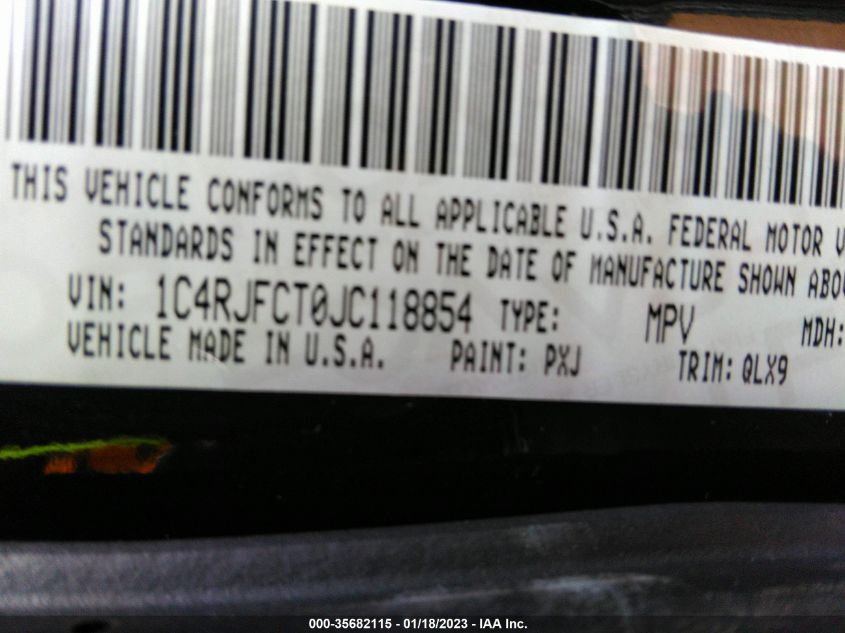 THIS VEHICLE CONFORMS TO ALL APPLICABLE U.S.A. FEDERAL MOTOR V
STANDARDS IN EFFECT ON THE DATE OF MANUFACTURE SHOWN ABO
VIN: 1C4RJFCT0JC118854 TYPE: MPV MDH:
VEHICLE MADE IN U.S.A. PAINT: PXJ TRIM: QLX9
000-35682115 - 01/18/2023 - IAA Inc.